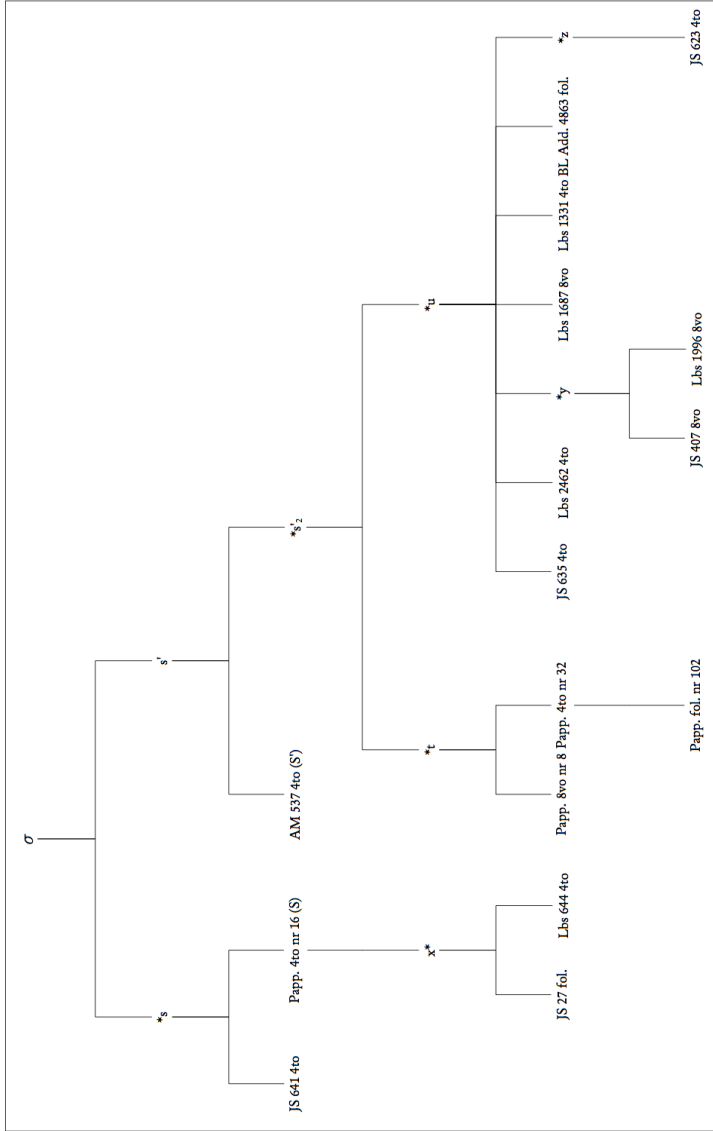 σ
*s
s'
JS 641 4to
Papp. 4to nr 16 (S)
AM 537 4to (S')
*s'₂
x*
*t
*u
JS 27 fol.
Lbs 644 4to
Papp. 8vo nr 8
Papp. 4to nr 32
JS 635 4to
Lbs 2462 4to
*y
Lbs 1687 8vo
Lbs 1331 4to
BL Add. 4863 fol.
*z
Papp. fol. nr 102
JS 407 8vo
Lbs 1996 8vo
JS 623 4to